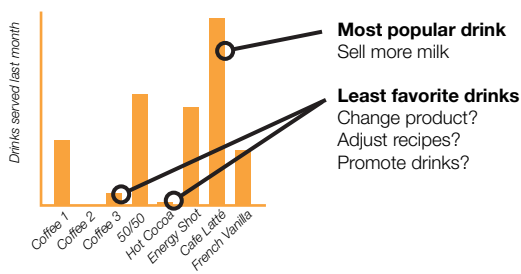 Drinks served last month
Coffee 1
Coffee 2
Coffee 3
50/50
Hot Cocoa
Energy Shot
Cafe Latté
French Vanilla
Most popular drink
Sell more milk
Least favorite drinks
Change product?
Adjust recipes?
Promote drinks?